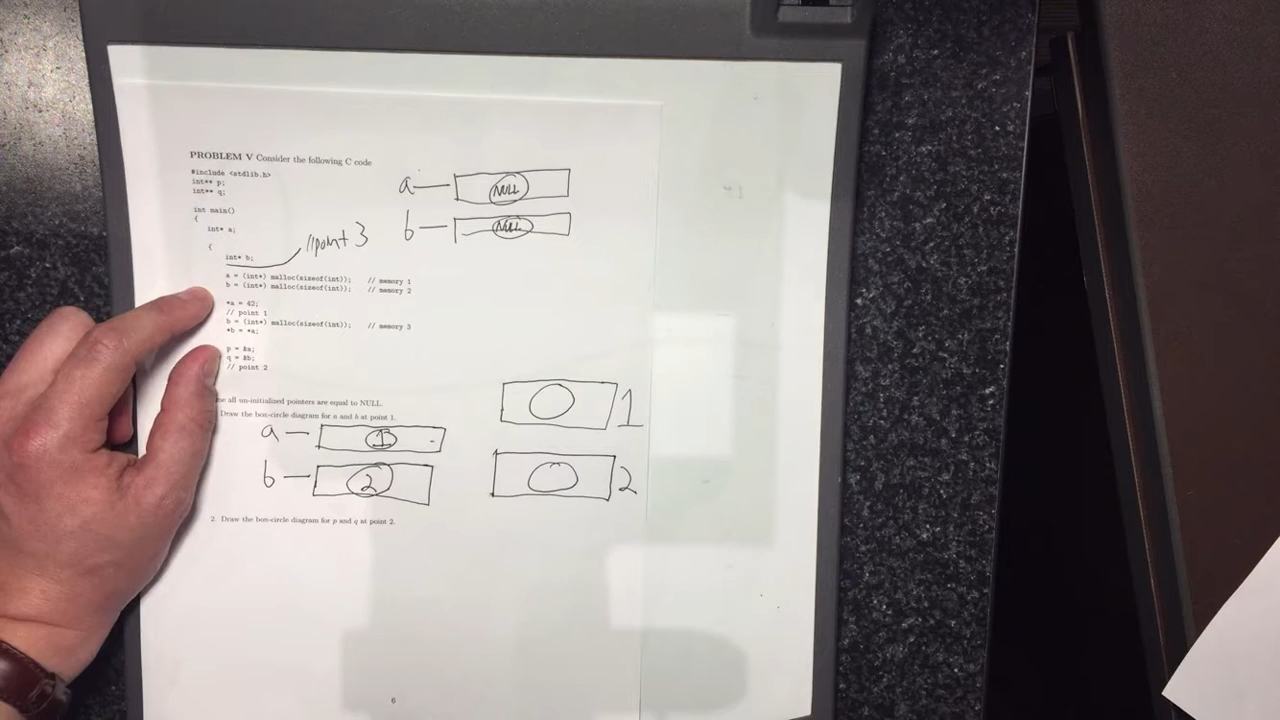 PROBLEM V Consider the following C code
#include <stdlib.h>
int** p;
int** q;
int main()
{
int* a;
{
int* b;
//point 3
a = (int*) malloc(sizeof(int)); // memory 1
b = (int*) malloc(sizeof(int)); // memory 2
*a = 42;
// point 1
b = (int*) malloc(sizeof(int)); // memory 3
*b = *a;
p = &a;
q = &b;
// point 2
a NULL
b NULL
all un-initialized pointers are equal to NULL.
Draw the box-circle diagram for a and b at point 1.
a 1
b 2
1
2
2. Draw the box-circle diagram for p and q at point 2.
6